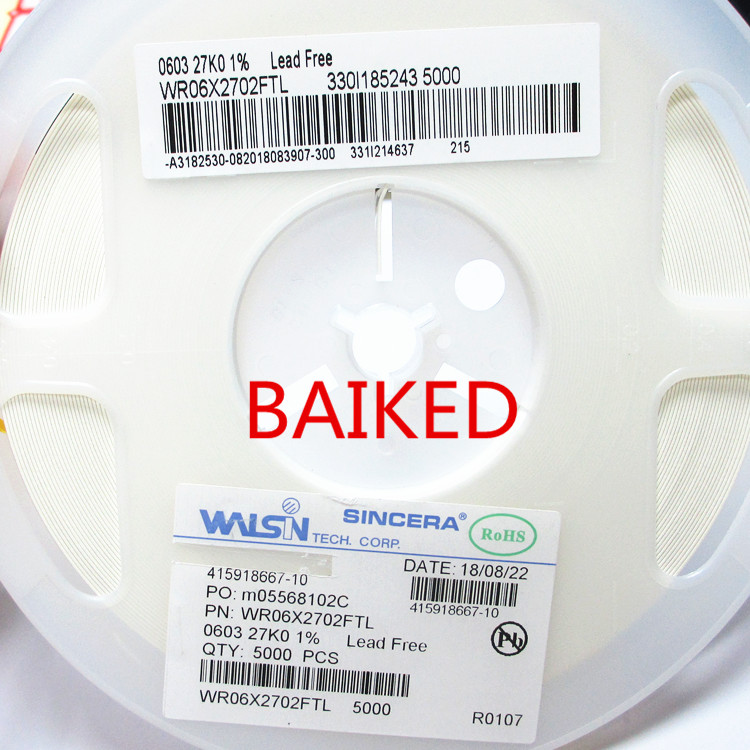 0603 27K0 1% Lead Free
WR06X2702FTL 330I185243 5000
-A3182530-082018083907-300 331I214637 215
BAIKED
WALSIN TECH. CORP. SINCERA® RoHS
415918667-10 DATE: 18/08/22
PO: m05568102C 415918667-10
PN: WR06X2702FTL
0603 27K0 1% Lead Free Pb
QTY: 5000 PCS
WR06X2702FTL 5000 R0107